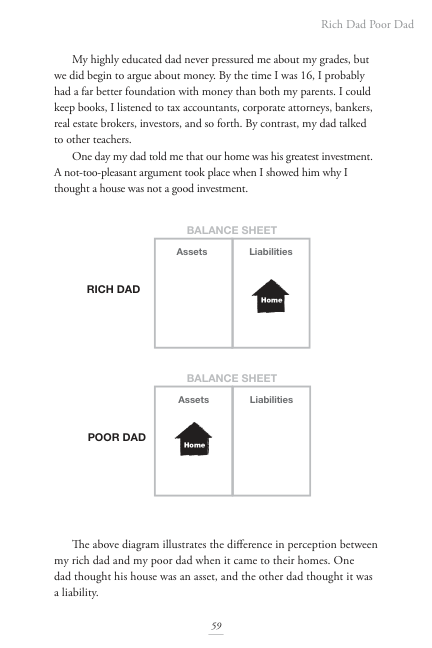 Rich Dad Poor Dad
My highly educated dad never pressured me about my grades, but
we did begin to argue about money. By the time I was 16, I probably
had a far better foundation with money than both my parents. I could
keep books, I listened to tax accountants, corporate attorneys, bankers,
real estate brokers, investors, and so forth. By contrast, my dad talked
to other teachers.
One day my dad told me that our home was his greatest investment.
A not-too-pleasant argument took place when I showed him why I
thought a house was not a good investment.
BALANCE SHEET
Assets Liabilities
RICH DAD
Home
BALANCE SHEET
Assets Liabilities
POOR DAD
Home
The above diagram illustrates the difference in perception between
my rich dad and my poor dad when it came to their homes. One
dad thought his house was an asset, and the other dad thought it was
a liability.
59